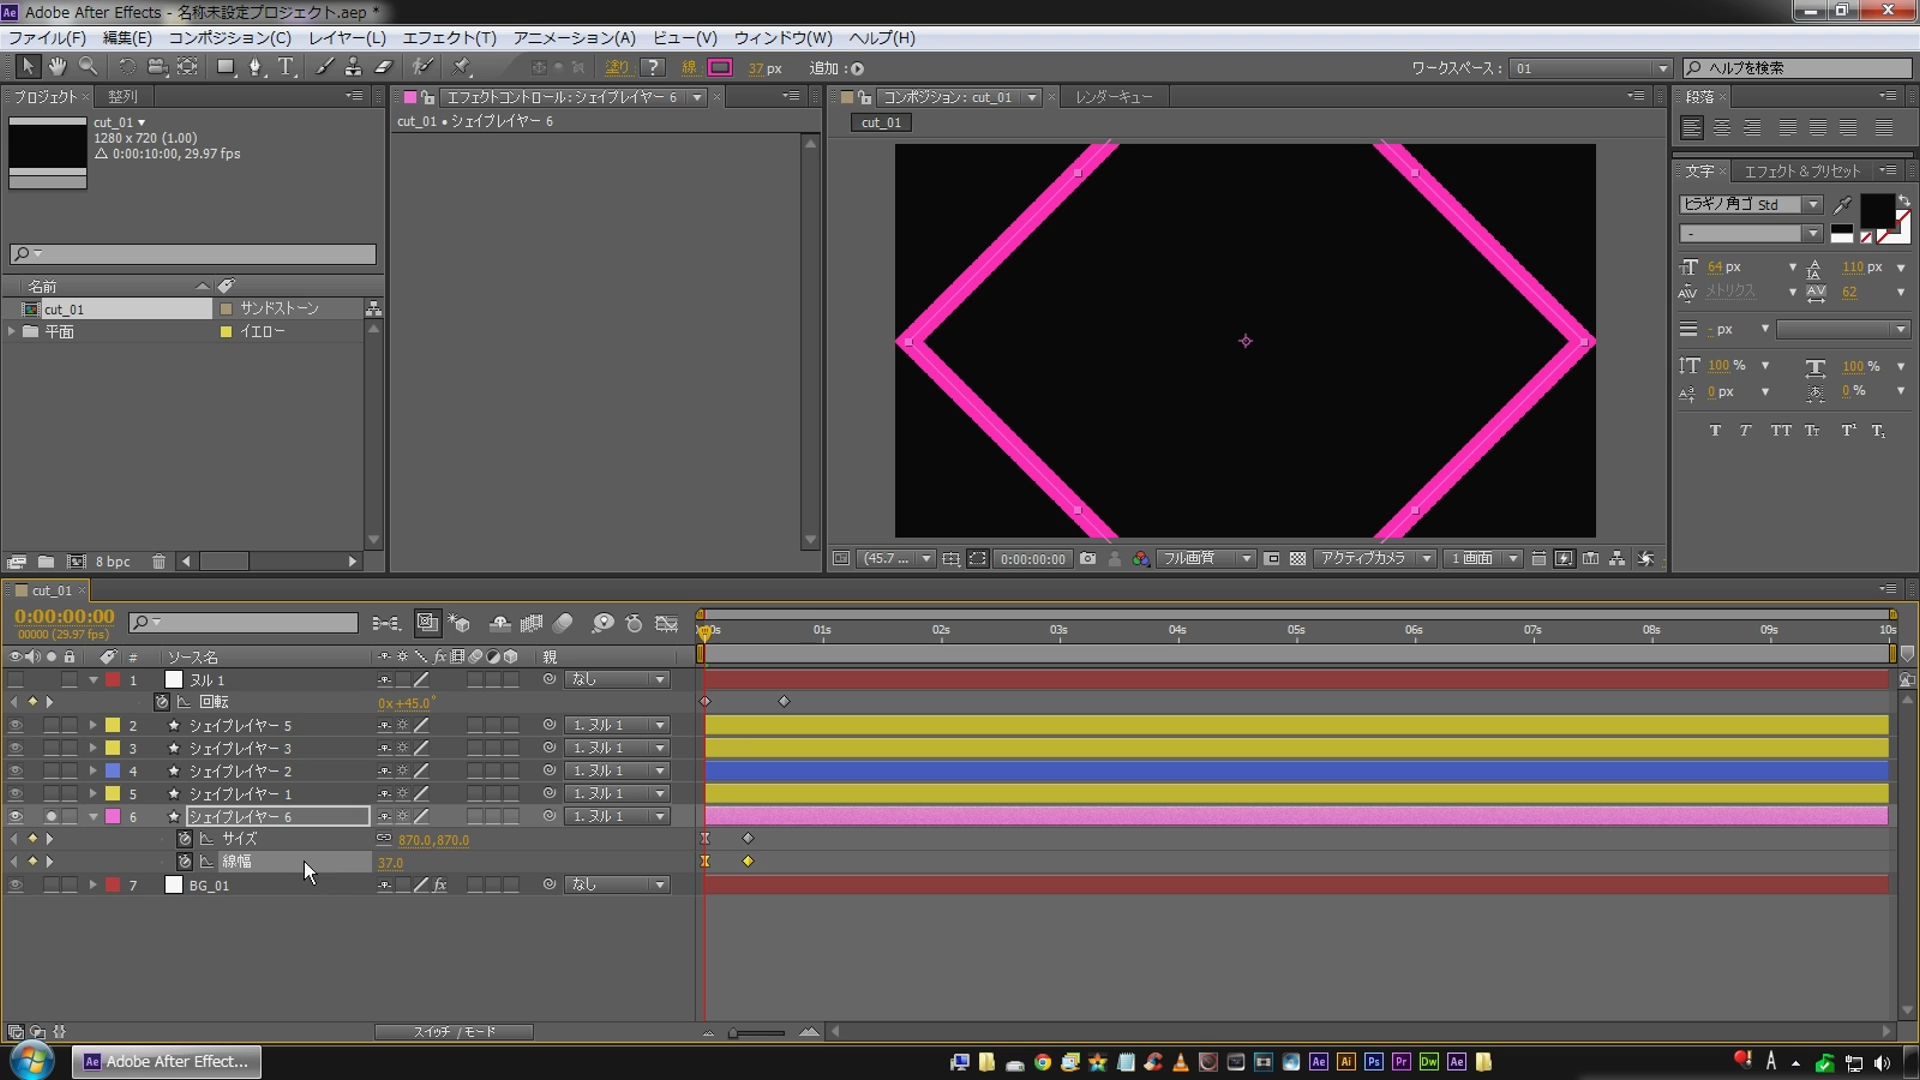 Ae Adobe After Effects - 名称未設定プロジェクト.aep *
ファイル(F) 編集(E) コンポジション(C) レイヤー(L) エフェクト(T) アニメーション(A) ビュー(V) ウィンドウ(W) ヘルプ(H)
塗り: ? 線: 37 px 追加: ワークスペース: 01 ヘルプを検索
プロジェクト 整列
cut_01
1280 x 720 (1.00)
Δ 0:00:10:00, 29.97 fps
名前
cut_01 サンドストーン
平面 イエロー
8 bpc
エフェクトコントロール: シェイプレイヤー 6
cut_01 • シェイプレイヤー 6
コンポジション: cut_01 レンダーキュー
cut_01
(45.7 ... 0:00:00:00 フル画質 アクティブカメラ 1 画面
段落
文字 エフェクト＆プリセット
ヒラギノ角ゴ Std
-
64 px 110 px
メトリクス 62
- px
100 % 100 %
0 px 0 %
T T TT Tt T¹ T₁
cut_01
0:00:00:00
00000 (29.97 fps)
01s 02s 03s 04s 05s 06s 07s 08s 09s 10s
# ソース名 fx 親
1 ヌル 1 なし
回転 0x+45.0°
2 シェイプレイヤー 5 1. ヌル 1
3 シェイプレイヤー 3 1. ヌル 1
4 シェイプレイヤー 2 1. ヌル 1
5 シェイプレイヤー 1 1. ヌル 1
6 シェイプレイヤー 6 1. ヌル 1
サイズ 870.0,870.0
線幅 37.0
7 BG_01 fx なし
スイッチ / モード
Ae Adobe After Effect...
Ae Ai Ps Pr Dw Ae A